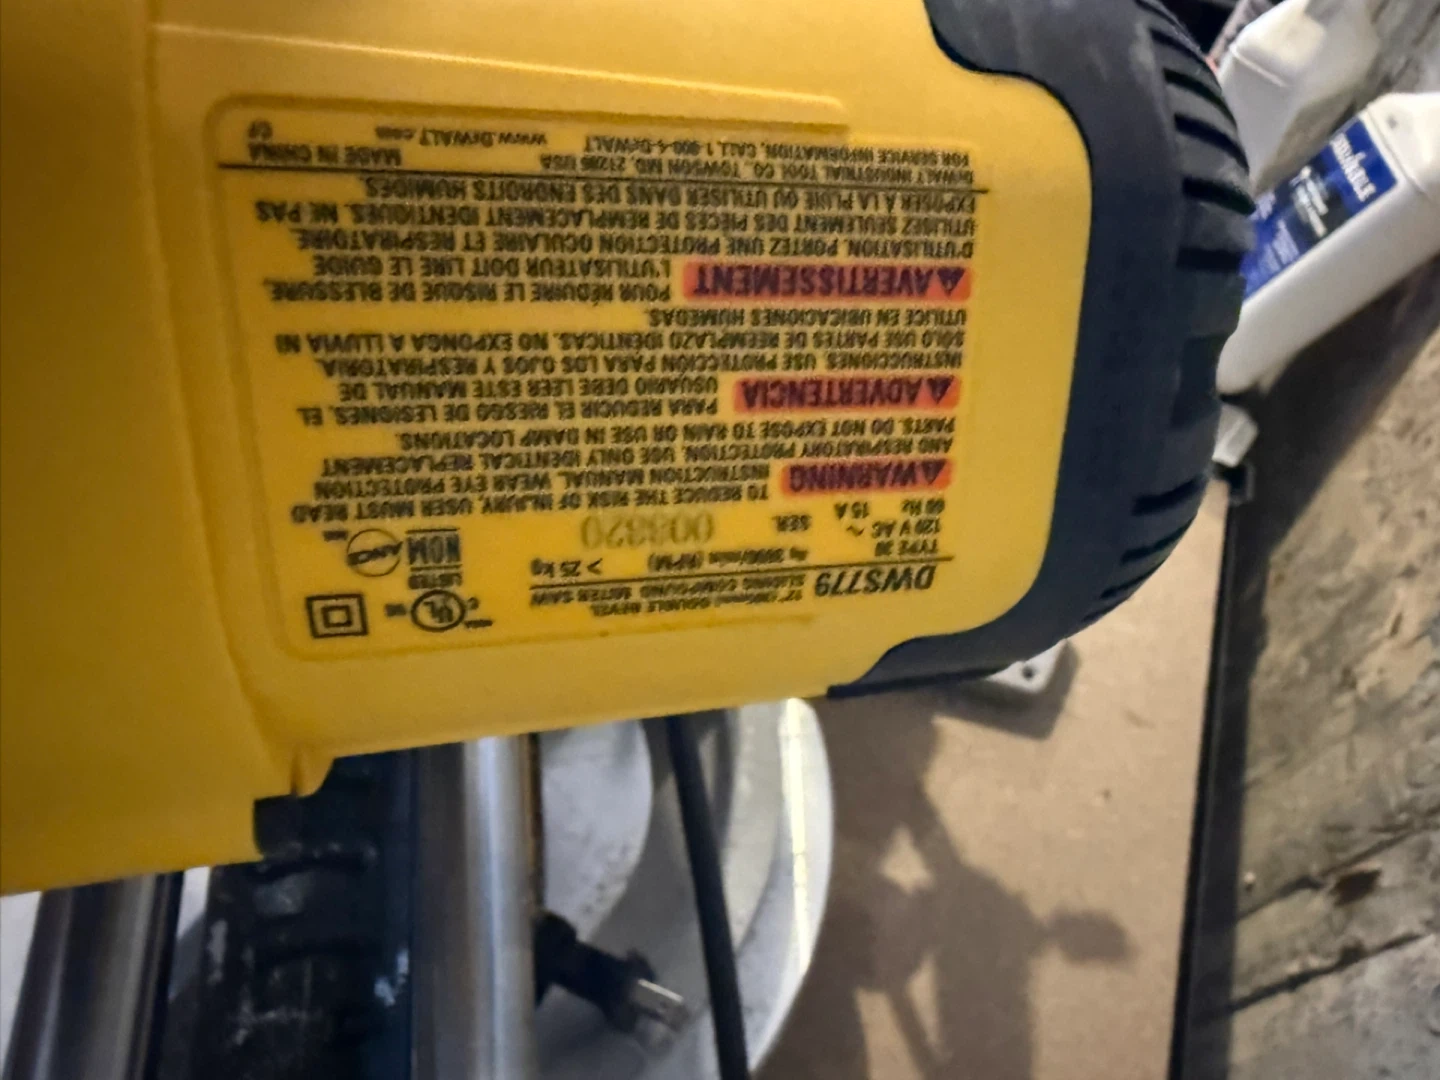 DWS779
12" (305mm) DOUBLE BEVEL
SLIDING COMPOUND MITER SAW
TYPE 20
n₀ 3800/min (RPM)
> 25 kg
120 V AC ~
60 Hz
15 A
SER.
008320
UL
C
US
LISTED
NOM
ANCE
⚠ WARNING TO REDUCE THE RISK OF INJURY, USER MUST READ
INSTRUCTION MANUAL. WEAR EYE PROTECTION
AND RESPIRATORY PROTECTION. USE ONLY IDENTICAL REPLACEMENT
PARTS. DO NOT EXPOSE TO RAIN OR USE IN DAMP LOCATIONS.
⚠ ADVERTENCIA PARA REDUCIR EL RIESGO DE LESIONES, EL
USUARIO DEBE LEER ESTE MANUAL DE
INSTRUCCIONES. USE PROTECCIÓN PARA LOS OJOS Y RESPIRATORIA.
SOLO USE PARTES DE REEMPLAZO IDENTICAS. NO EXPONGA A LLUVIA NI
UTILICE EN UBICACIONES HUMEDAS.
⚠ AVERTISSEMENT POUR RÉDUIRE LE RISQUE DE BLESSURE,
L'UTILISATEUR DOIT LIRE LE GUIDE
D'UTILISATION. PORTEZ UNE PROTECTION OCULAIRE ET RESPIRATOIRE.
UTILISEZ SEULEMENT DES PIÈCES DE REMPLACEMENT IDENTIQUES. NE PAS
EXPOSER À LA PLUIE OU UTILISER DANS DES ENDROITS HUMIDES.
DEWALT INDUSTRIAL TOOL CO., TOWSON MD, 21286 USA
FOR SERVICE INFORMATION, CALL 1-800-4-DEWALT
www.DEWALT.com
MADE IN CHINA
CF